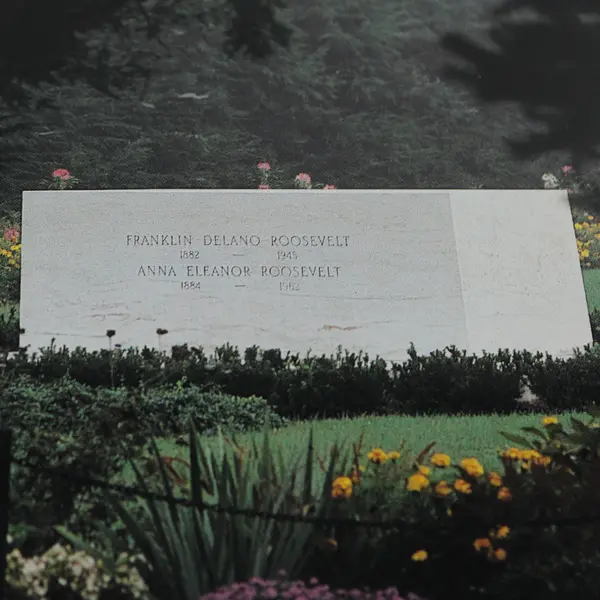 FRANKLIN DELANO ROOSEVELT
1882 — 1945
ANNA ELEANOR ROOSEVELT
1884 — 1962